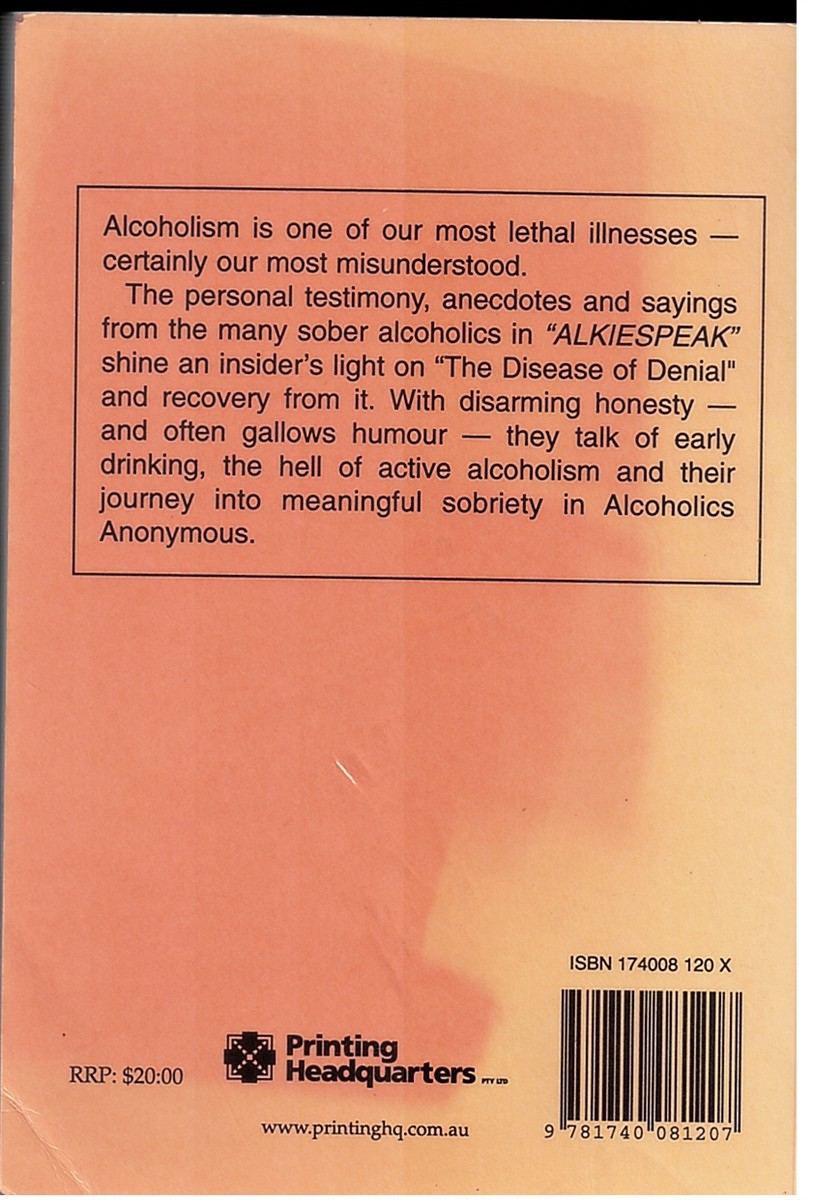 Alcoholism is one of our most lethal illnesses —
certainly our most misunderstood.
The personal testimony, anecdotes and sayings
from the many sober alcoholics in “ALKIESPEAK”
shine an insider’s light on “The Disease of Denial"
and recovery from it. With disarming honesty —
and often gallows humour — they talk of early
drinking, the hell of active alcoholism and their
journey into meaningful sobriety in Alcoholics
Anonymous.
ISBN 174008 120 X
Printing
Headquarters PTY LTD
RRP: $20:00
www.printinghq.com.au
9 781740 081207